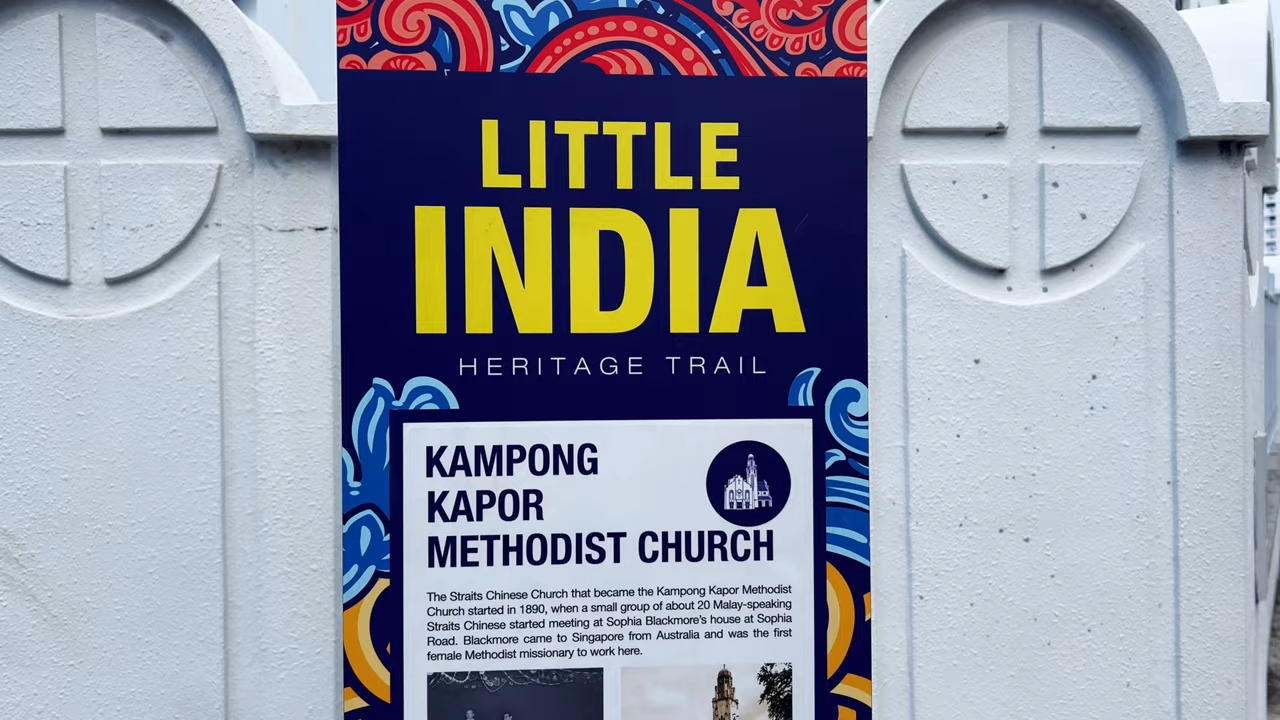 LITTLE
INDIA
HERITAGE TRAIL
KAMPONG
KAPOR
METHODIST CHURCH
The Straits Chinese Church that became the Kampong Kapor Methodist
Church started in 1890, when a small group of about 20 Malay-speaking
Straits Chinese started meeting at Sophia Blackmore's house at Sophia
Road. Blackmore came to Singapore from Australia and was the first
female Methodist missionary to work here.